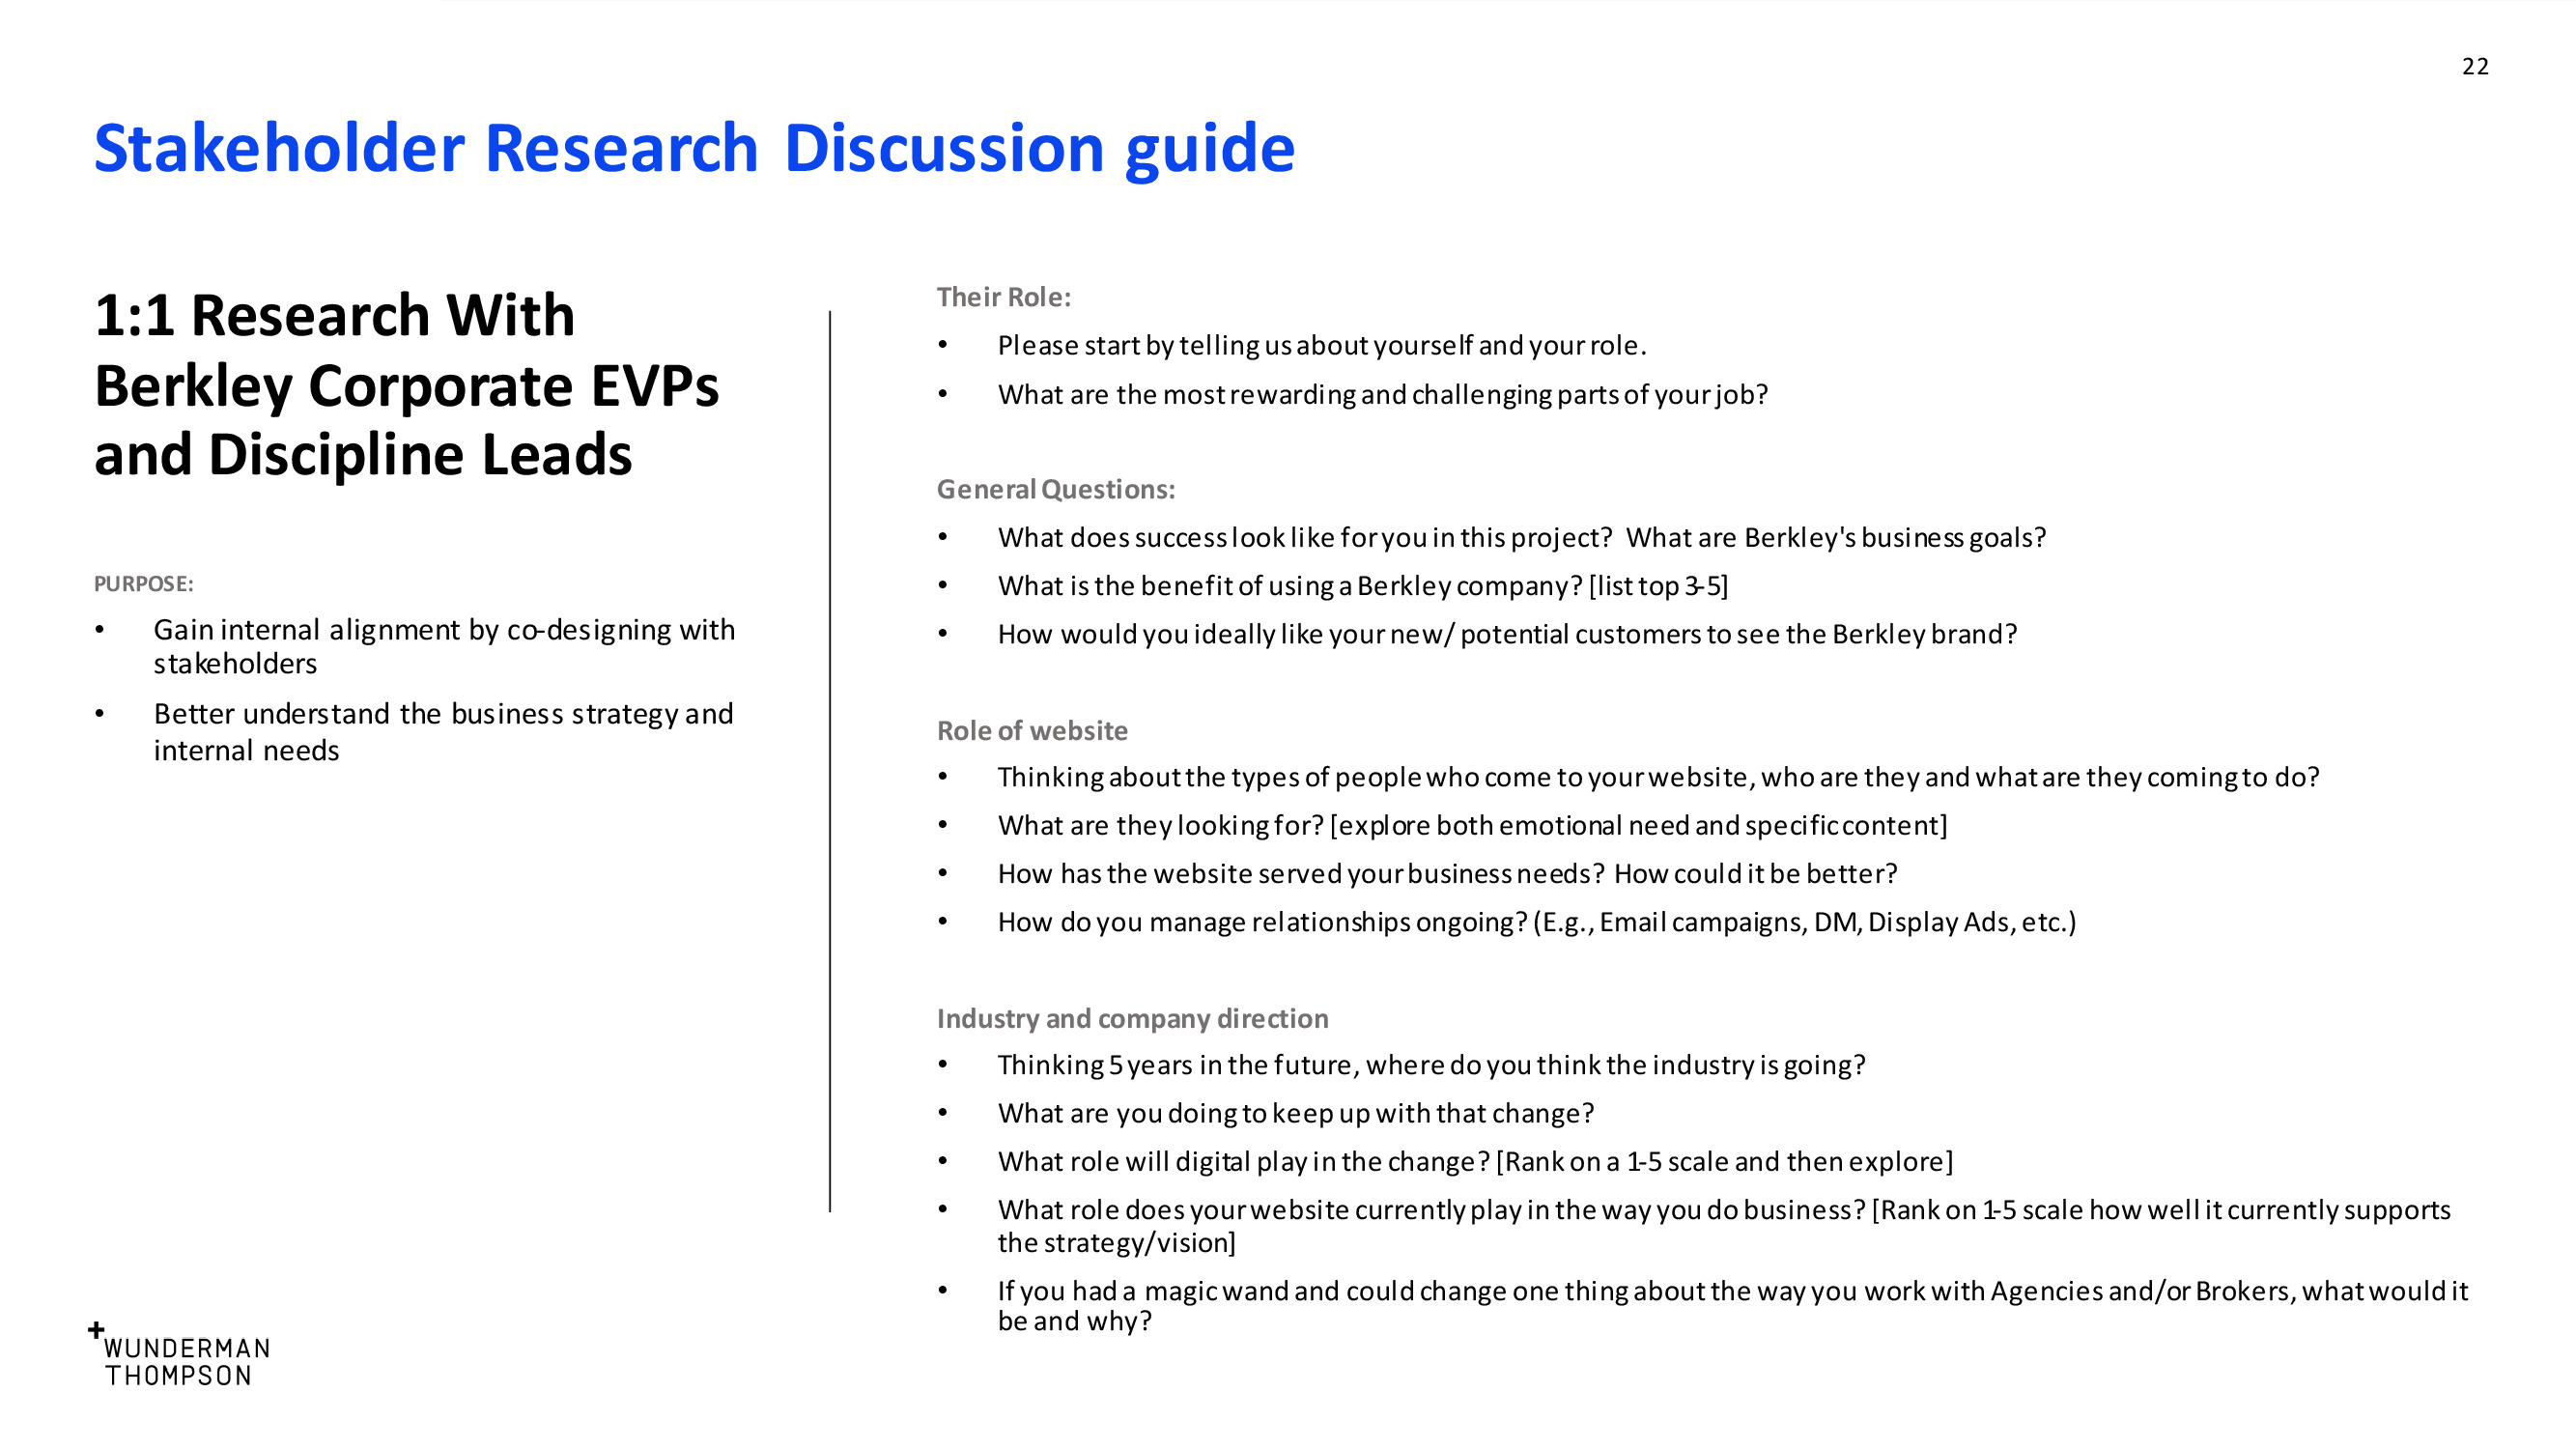 22
Stakeholder Research Discussion guide
1:1 Research With
Berkley Corporate EVPs
and Discipline Leads
PURPOSE:
• Gain internal alignment by co-designing with
stakeholders
• Better understand the business strategy and
internal needs
Their Role:
• Please start by telling us about yourself and your role.
• What are the most rewarding and challenging parts of your job?
General Questions:
• What does success look like for you in this project?  What are Berkley's business goals?
• What is the benefit of using a Berkley company? [list top 3-5]
• How would you ideally like your new/ potential customers to see the Berkley brand?
Role of website
• Thinking about the types of people who come to your website, who are they and what are they coming to do?
• What are they looking for? [explore both emotional need and specific content]
• How has the website served your business needs? How could it be better?
• How do you manage relationships ongoing? (E.g., Email campaigns, DM, Display Ads, etc.)
Industry and company direction
• Thinking 5 years in the future, where do you think the industry is going?
• What are you doing to keep up with that change?
• What role will digital play in the change? [Rank on a 1-5 scale and then explore]
• What role does your website currently play in the way you do business? [Rank on 1-5 scale how well it currently supports
the strategy/vision]
• If you had a magic wand and could change one thing about the way you work with Agencies and/or Brokers, what would it
be and why?
+
WUNDERMAN
THOMPSON